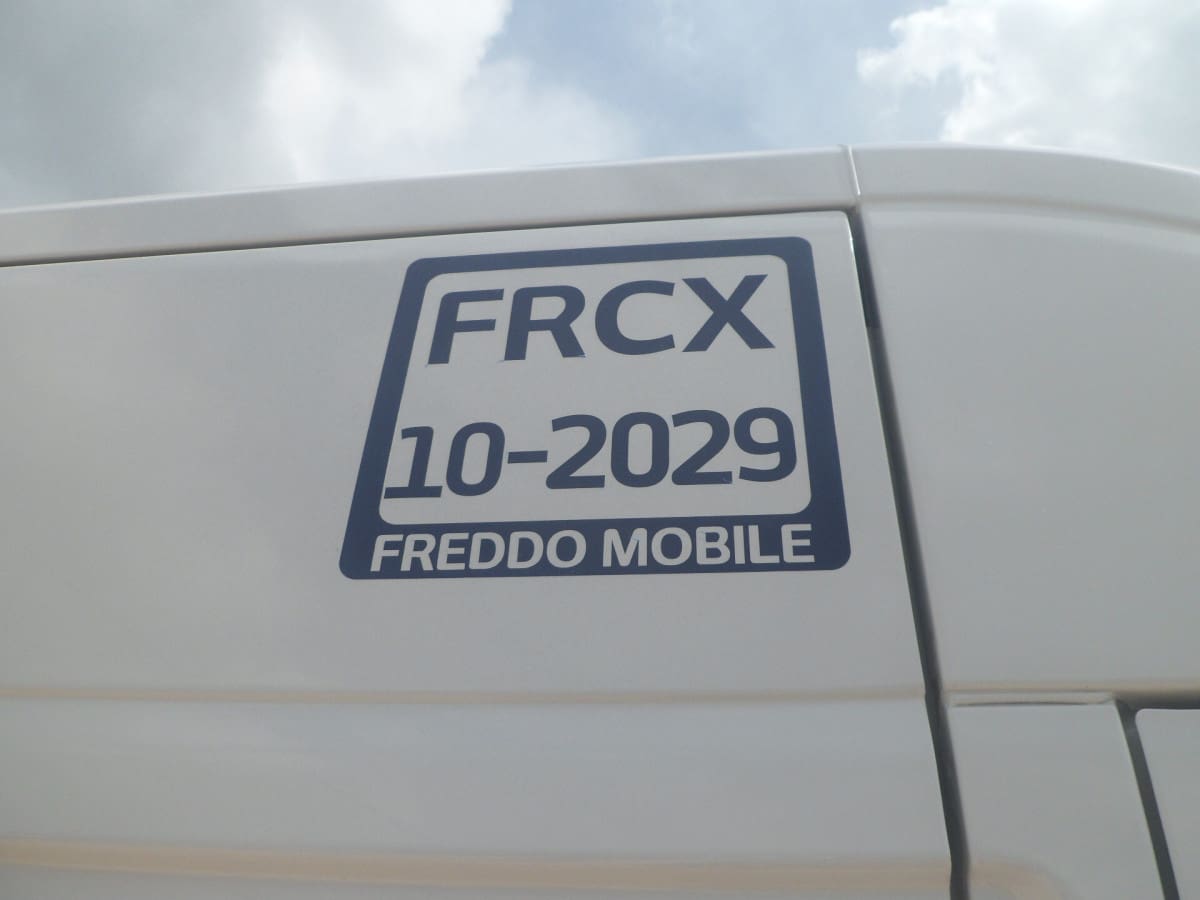 FRCX
10-2029
FREDDO MOBILE